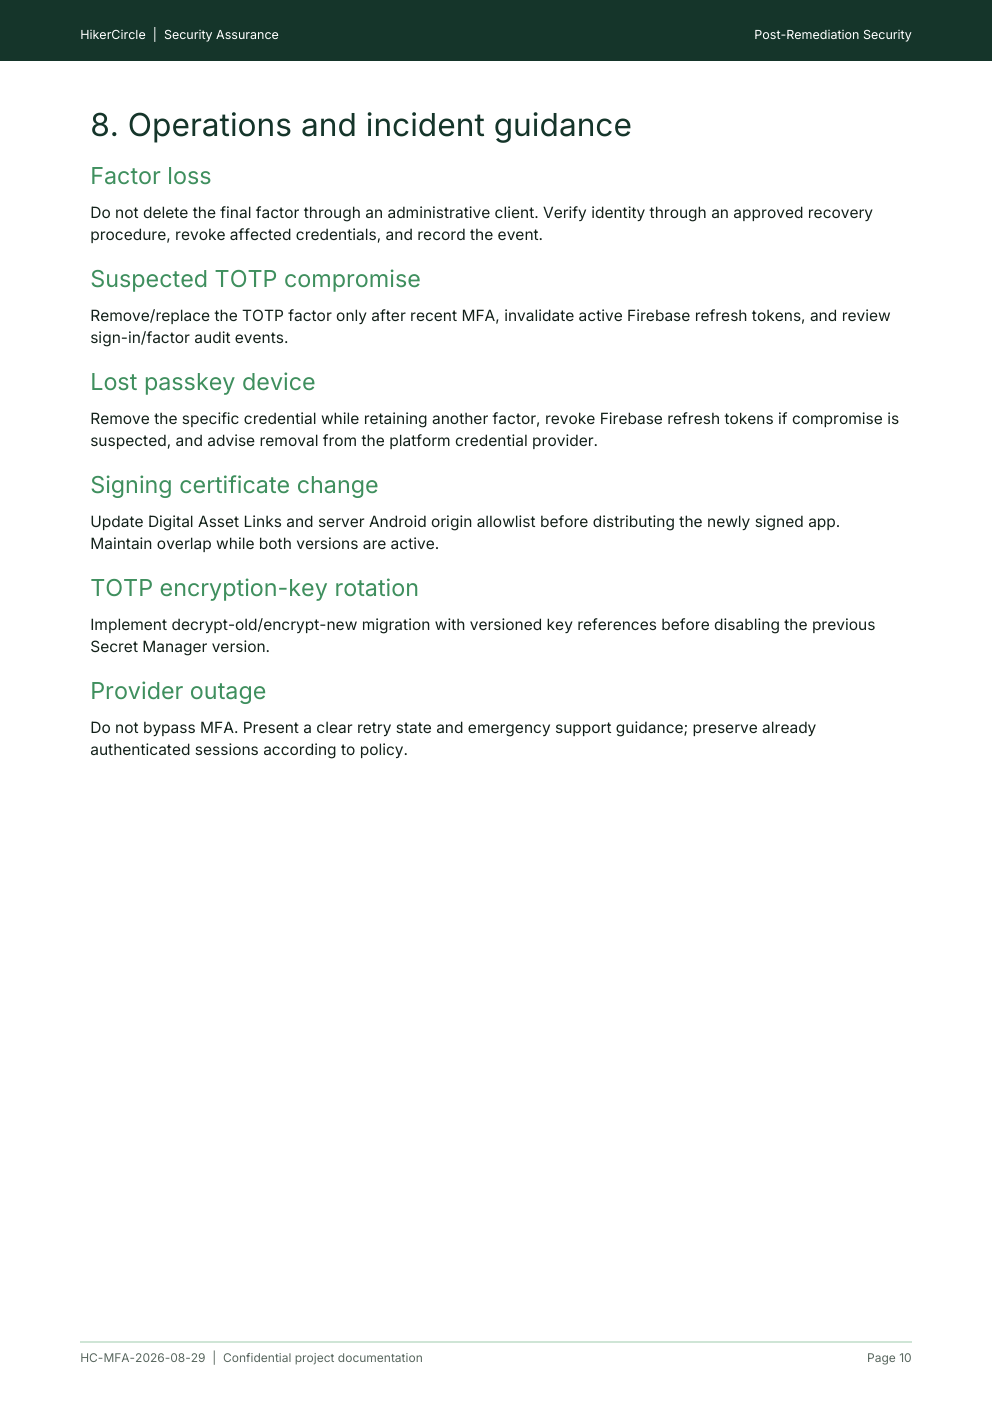 HikerCircle | Security Assurance
Post-Remediation Security
8. Operations and incident guidance
Factor loss
Do not delete the final factor through an administrative client. Verify identity through an approved recovery
procedure, revoke affected credentials, and record the event.
Suspected TOTP compromise
Remove/replace the TOTP factor only after recent MFA, invalidate active Firebase refresh tokens, and review
sign-in/factor audit events.
Lost passkey device
Remove the specific credential while retaining another factor, revoke Firebase refresh tokens if compromise is
suspected, and advise removal from the platform credential provider.
Signing certificate change
Update Digital Asset Links and server Android origin allowlist before distributing the newly signed app.
Maintain overlap while both versions are active.
TOTP encryption-key rotation
Implement decrypt-old/encrypt-new migration with versioned key references before disabling the previous
Secret Manager version.
Provider outage
Do not bypass MFA. Present a clear retry state and emergency support guidance; preserve already
authenticated sessions according to policy.
HC-MFA-2026-08-29 | Confidential project documentation
Page 10